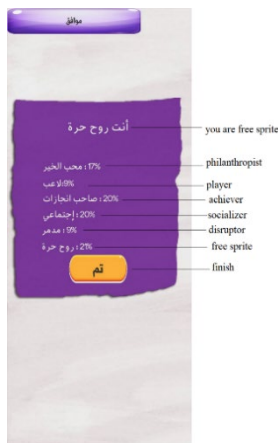 موافق
أنت روح حرة you are free sprite
17% : محب الخير philanthropist
9%:لاعب player
20% : صاحب انجازات achiever
20% : إجتماعي socializer
9% : مدمر disruptor
21% : روح حرة free sprite
تم finish